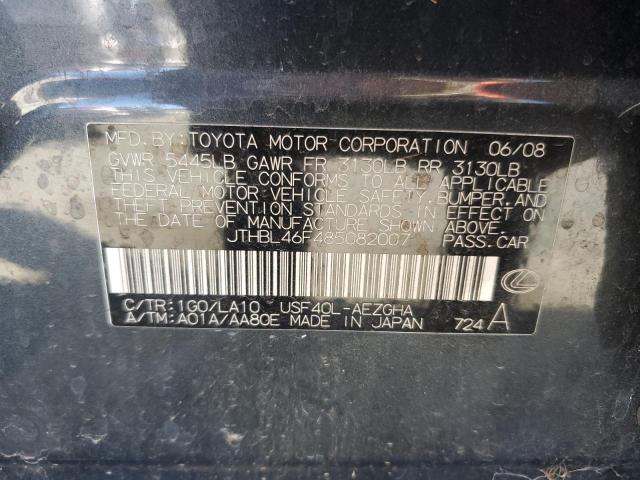 MFD. BY: TOYOTA MOTOR CORPORATION 06/08
GVWR 5445LB GAWR FR 3130LB RR 3130LB
THIS VEHICLE CONFORMS TO ALL APPLICABLE
FEDERAL MOTOR VEHICLE SAFETY, BUMPER, AND
THEFT PREVENTION STANDARDS IN EFFECT ON
THE DATE OF MANUFACTURE SHOWN ABOVE.
JTHBL46F485082007 PASS.CAR
C/TR: 1G0/LA10 USF40L-AEZGHA
A/TM: A01A/AA80E MADE IN JAPAN 724 A